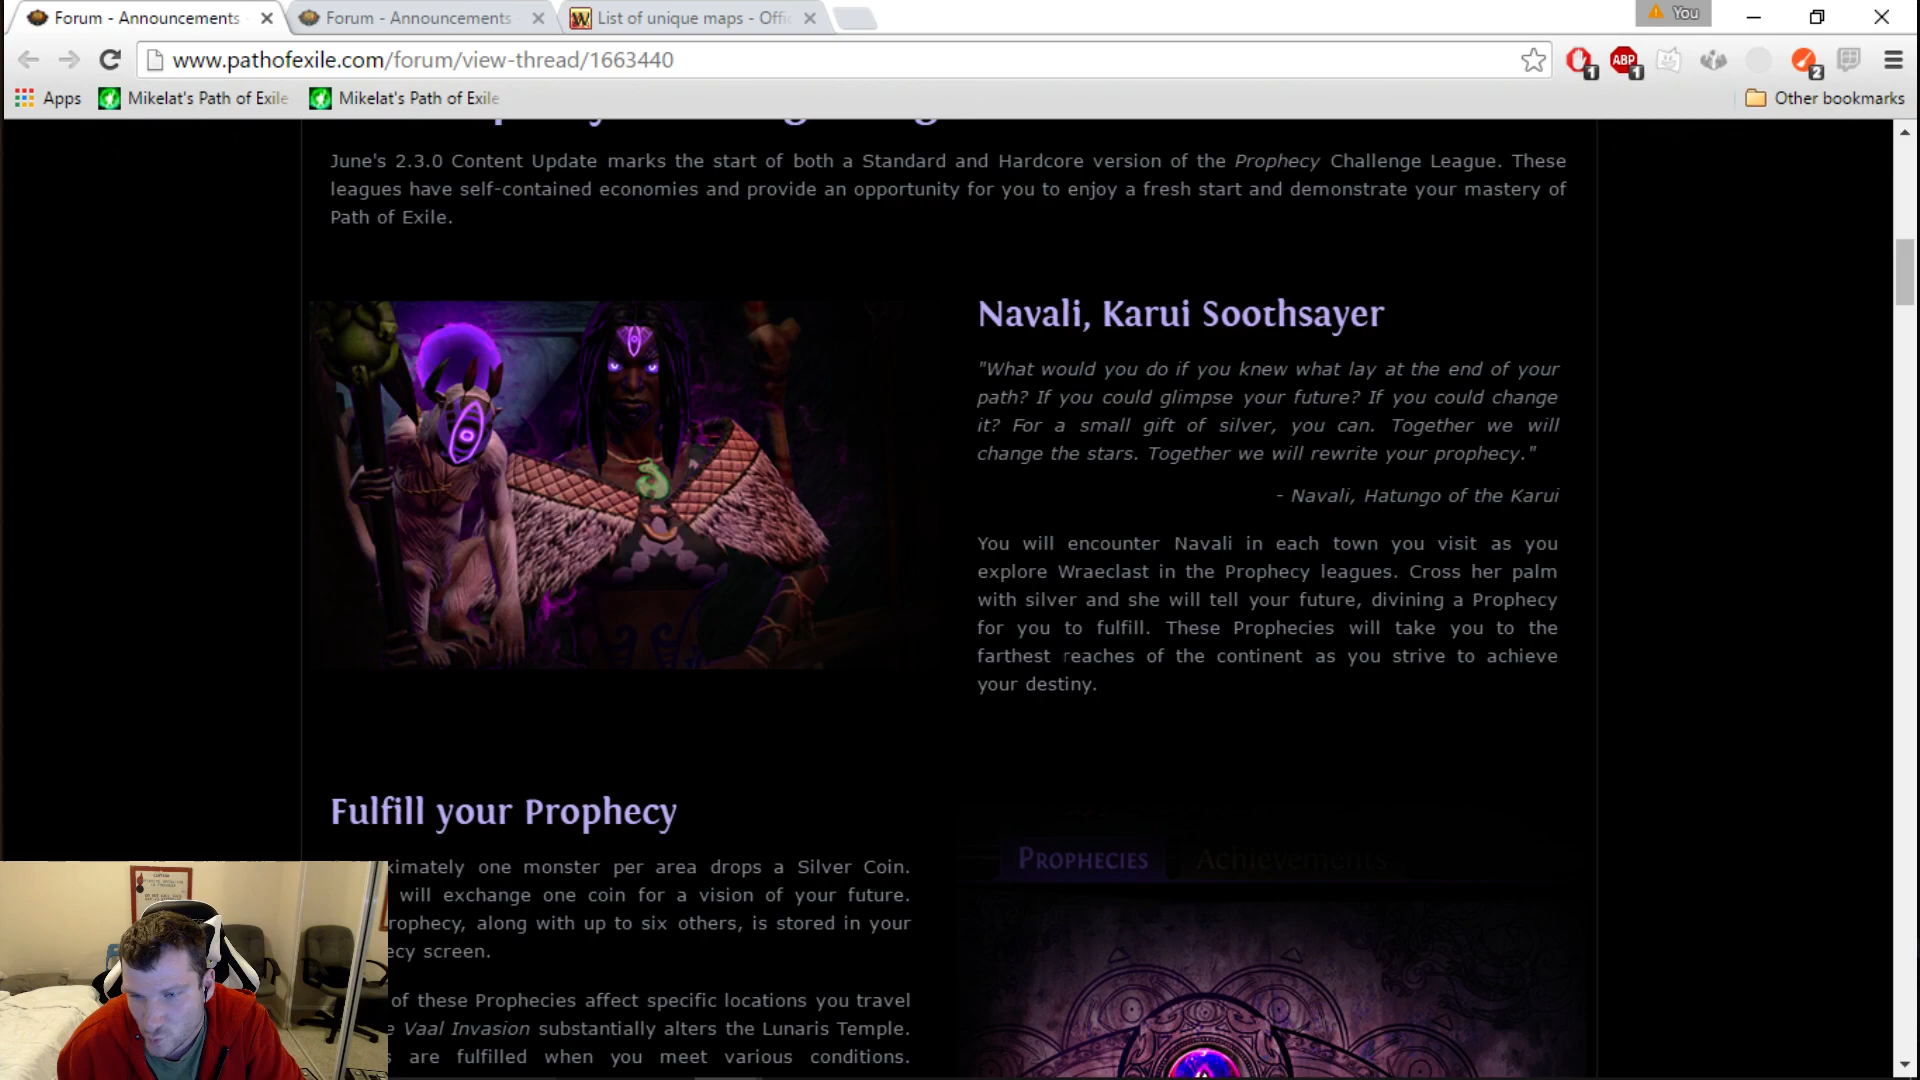 Forum - Announcements
Forum - Announcements
List of unique maps - Offi
You
www.pathofexile.com/forum/view-thread/1663440
1
ABP
1
2
Apps
Mikelat's Path of Exile
Mikelat's Path of Exile
Other bookmarks
June's 2.3.0 Content Update marks the start of both a Standard and Hardcore version of the Prophecy Challenge League. These
leagues have self-contained economies and provide an opportunity for you to enjoy a fresh start and demonstrate your mastery of
Path of Exile.
Navali, Karui Soothsayer
"What would you do if you knew what lay at the end of your
path? If you could glimpse your future? If you could change
it? For a small gift of silver, you can. Together we will
change the stars. Together we will rewrite your prophecy."
- Navali, Hatungo of the Karui
You will encounter Navali in each town you visit as you
explore Wraeclast in the Prophecy leagues. Cross her palm
with silver and she will tell your future, divining a Prophecy
for you to fulfill. These Prophecies will take you to the
farthest reaches of the continent as you strive to achieve
your destiny.
Fulfill your Prophecy
ximately one monster per area drops a Silver Coin.
will exchange one coin for a vision of your future.
rophecy, along with up to six others, is stored in your
ecy screen.
of these Prophecies affect specific locations you travel
e Vaal Invasion substantially alters the Lunaris Temple.
s are fulfilled when you meet various conditions.
Prophecies
Achievements